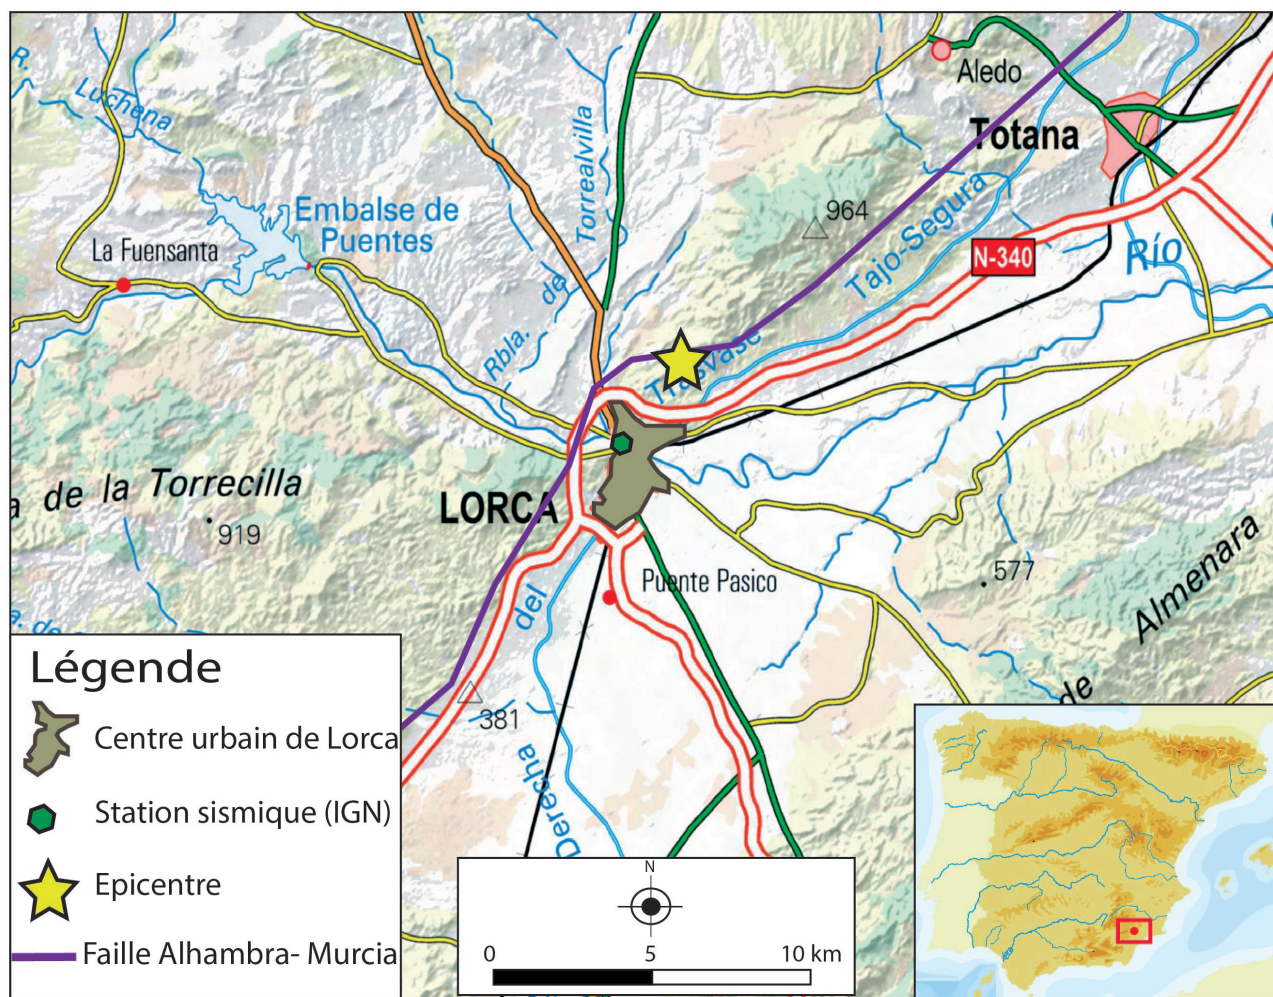 R.
Luchena
Embalse de
Puentes
La Fuensanta
Torrealvilla
de
Rbla.
Aledo
Totana
964
Tajo-Segura
Trasvase
N-340
Río
a de la Torrecilla
919
LORCA
Puente Pasico
577
Almenara
de
del
Derecha
381
Légende
Centre urbain de Lorca
Station sismique (IGN)
Epicentre
Faille Alhambra- Murcia
N
0 5 10 km